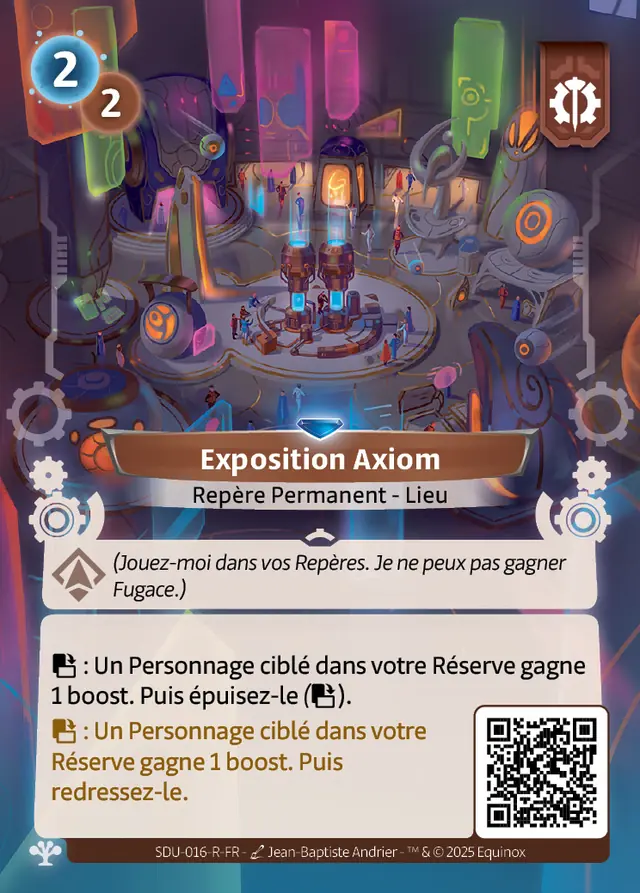 2
2
Exposition Axiom
Repère Permanent - Lieu
(Jouez-moi dans vos Repères. Je ne peux pas gagner
Fugace.)
: Un Personnage ciblé dans votre Réserve gagne
1 boost. Puis épuisez-le ( ).
: Un Personnage ciblé dans votre
Réserve gagne 1 boost. Puis
redressez-le.
SDU-016-R-FR - Jean-Baptiste Andrier - ™ & © 2025 Equinox